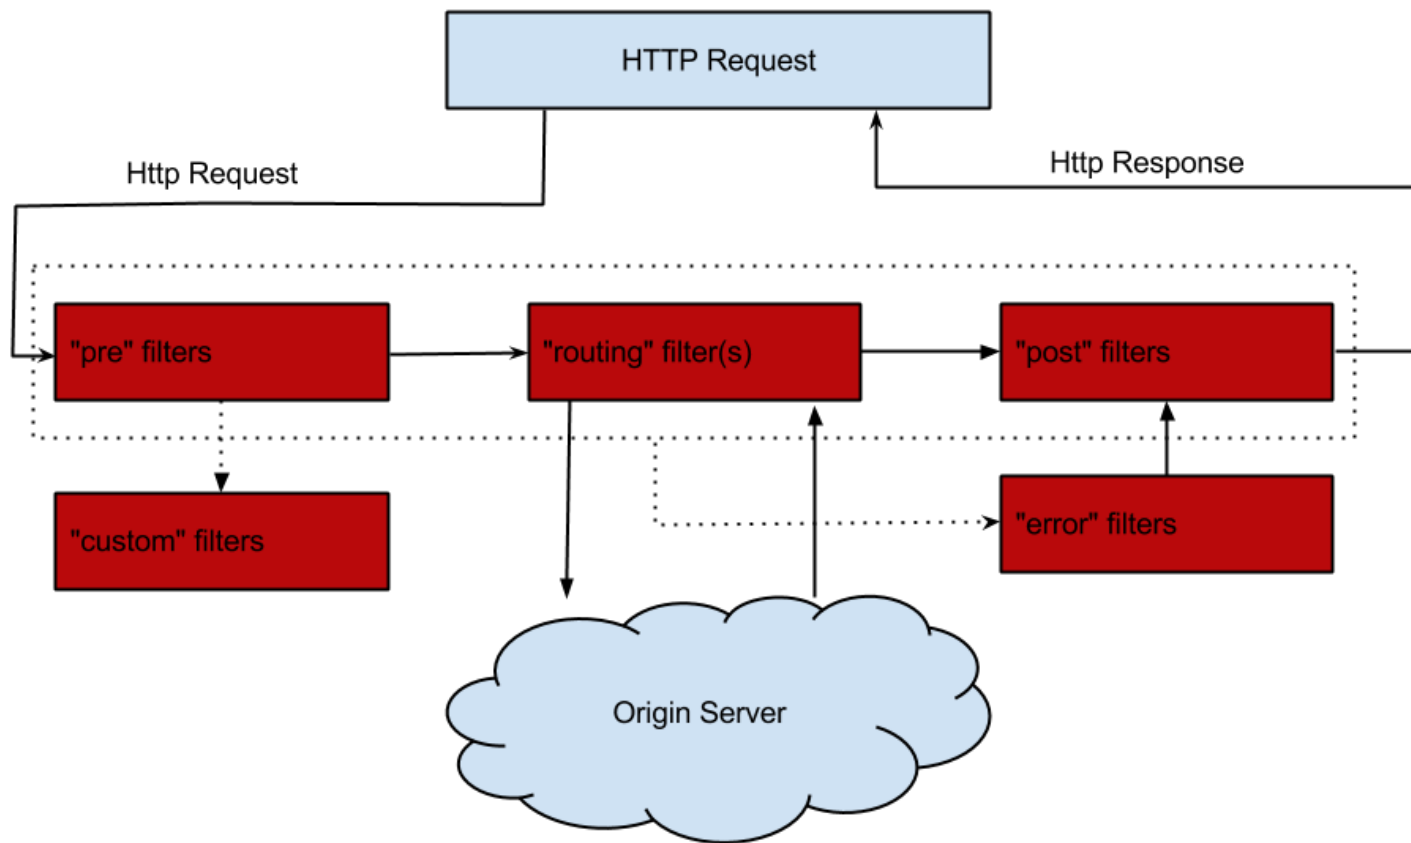 HTTP Request
Http Request
Http Response
"pre" filters
"routing" filter(s)
"post" filters
"custom" filters
"error" filters
Origin Server